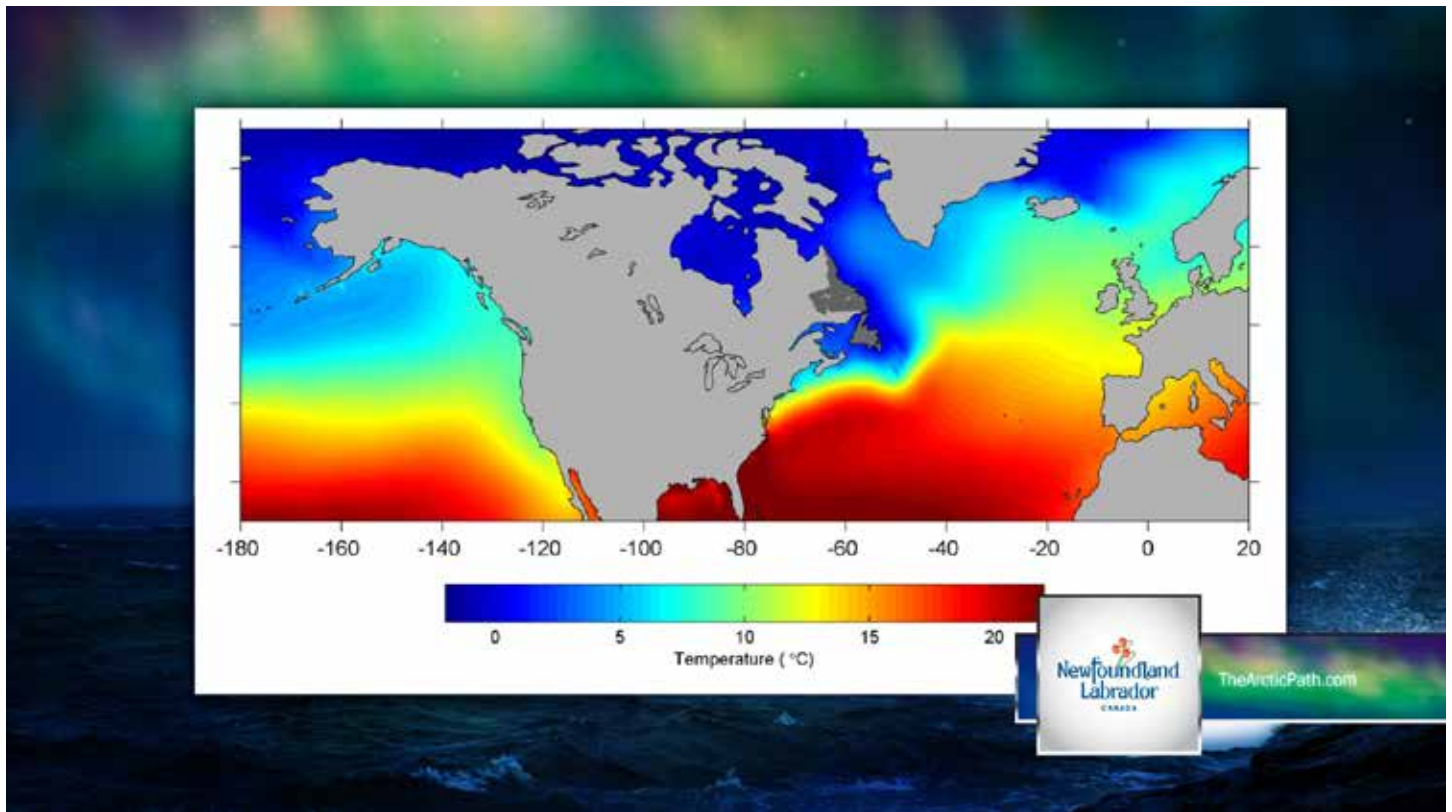 -180 -160 -140 -120 -100 -80 -60 -40 -20 0 20
0 5 10 15 20
Temperature ( °C)
Newfoundland
Labrador
CANADA
TheArcticPath.com